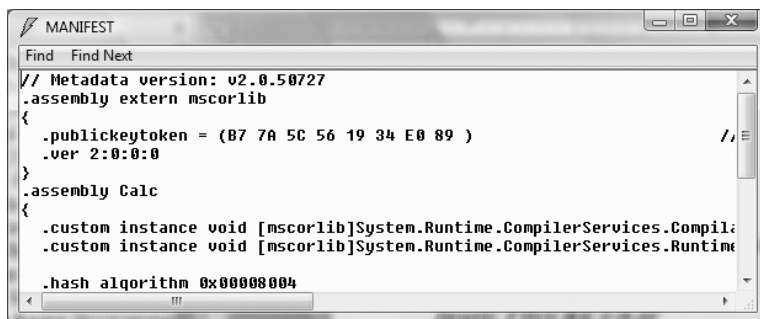 MANIFEST
Find Find Next
// Metadata version: v2.0.50727
.assembly extern mscorlib
{
.publickeytoken = (B7 7A 5C 56 19 34 E0 89 ) //
.ver 2:0:0:0
}
.assembly Calc
{
.custom instance void [mscorlib]System.Runtime.CompilerServices.Compila
.custom instance void [mscorlib]System.Runtime.CompilerServices.Runtime
.hash algorithm 0x00008004